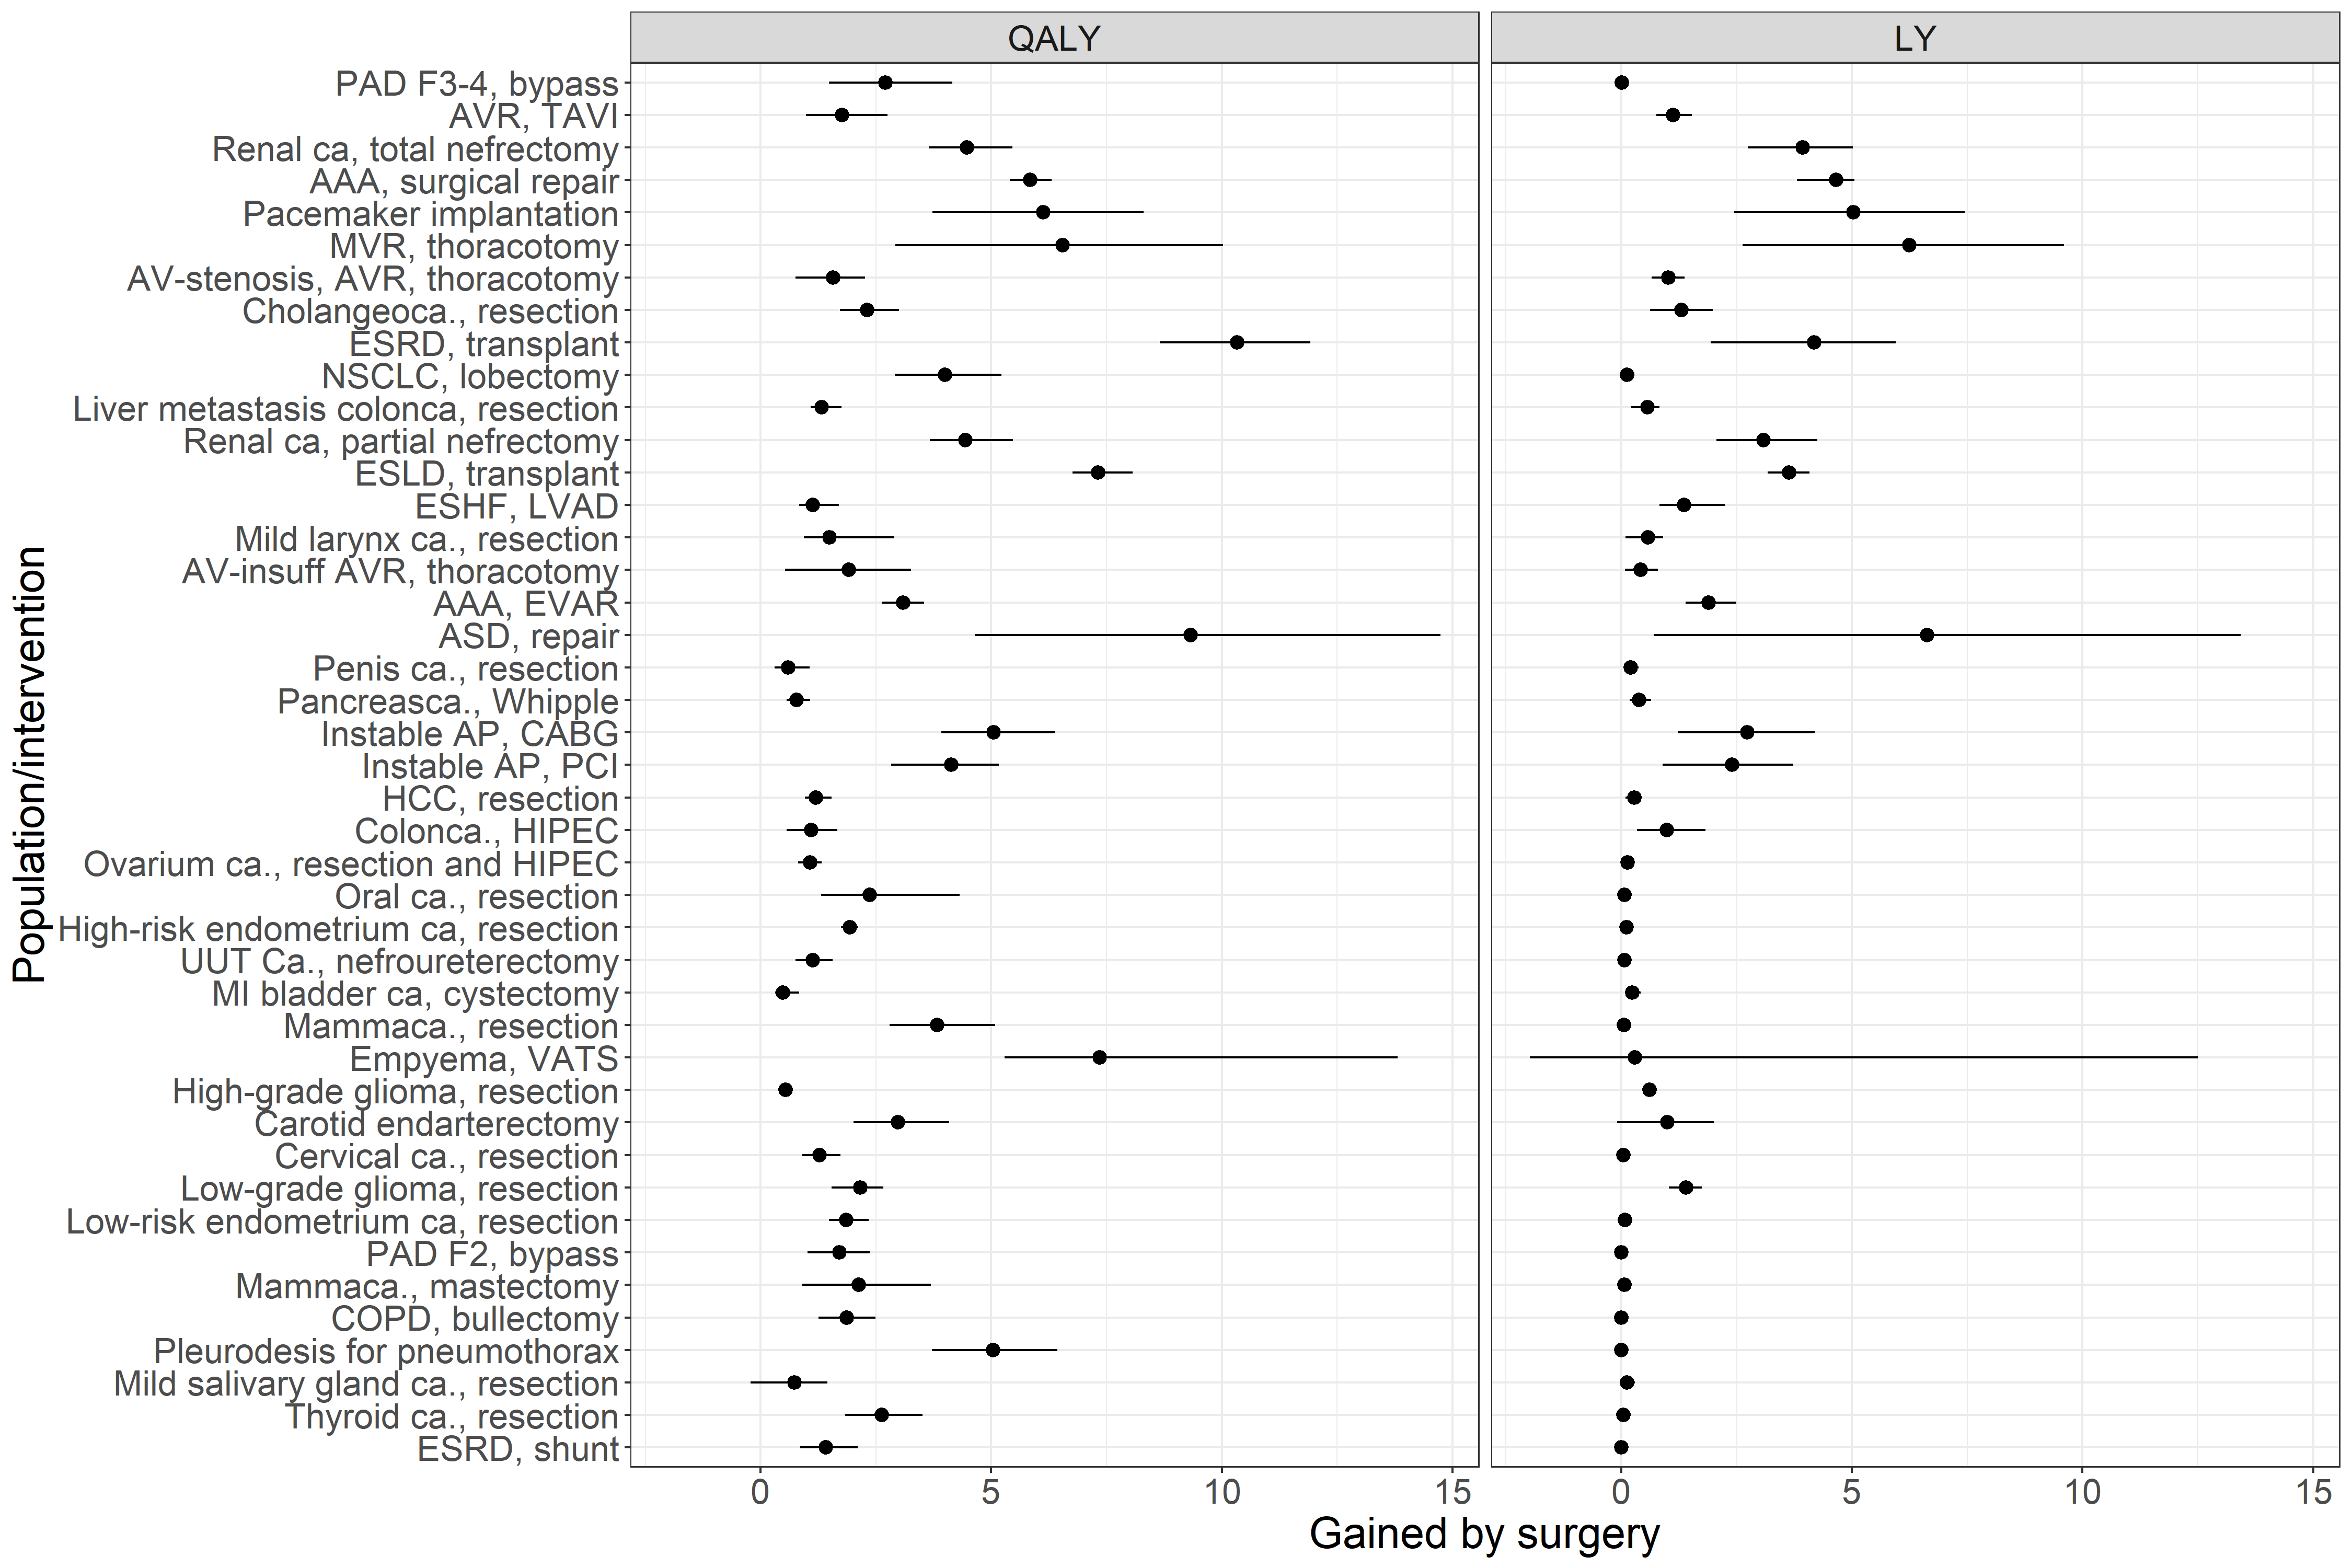 QALY
LY
Population/intervention
PAD F3-4, bypass
AVR, TAVI
Renal ca, total nefrectomy
AAA, surgical repair
Pacemaker implantation
MVR, thoracotomy
AV-stenosis, AVR, thoracotomy
Cholangeoca., resection
ESRD, transplant
NSCLC, lobectomy
Liver metastasis colonca, resection
Renal ca, partial nefrectomy
ESLD, transplant
ESHF, LVAD
Mild larynx ca., resection
AV-insuff AVR, thoracotomy
AAA, EVAR
ASD, repair
Penis ca., resection
Pancreasca., Whipple
Instable AP, CABG
Instable AP, PCI
HCC, resection
Colonca., HIPEC
Ovarium ca., resection and HIPEC
Oral ca., resection
High-risk endometrium ca, resection
UUT Ca., nefroureterectomy
MI bladder ca, cystectomy
Mammaca., resection
Empyema, VATS
High-grade glioma, resection
Carotid endarterectomy
Cervical ca., resection
Low-grade glioma, resection
Low-risk endometrium ca, resection
PAD F2, bypass
Mammaca., mastectomy
COPD, bullectomy
Pleurodesis for pneumothorax
Mild salivary gland ca., resection
Thyroid ca., resection
ESRD, shunt
0 5 10 15
0 5 10 15
Gained by surgery